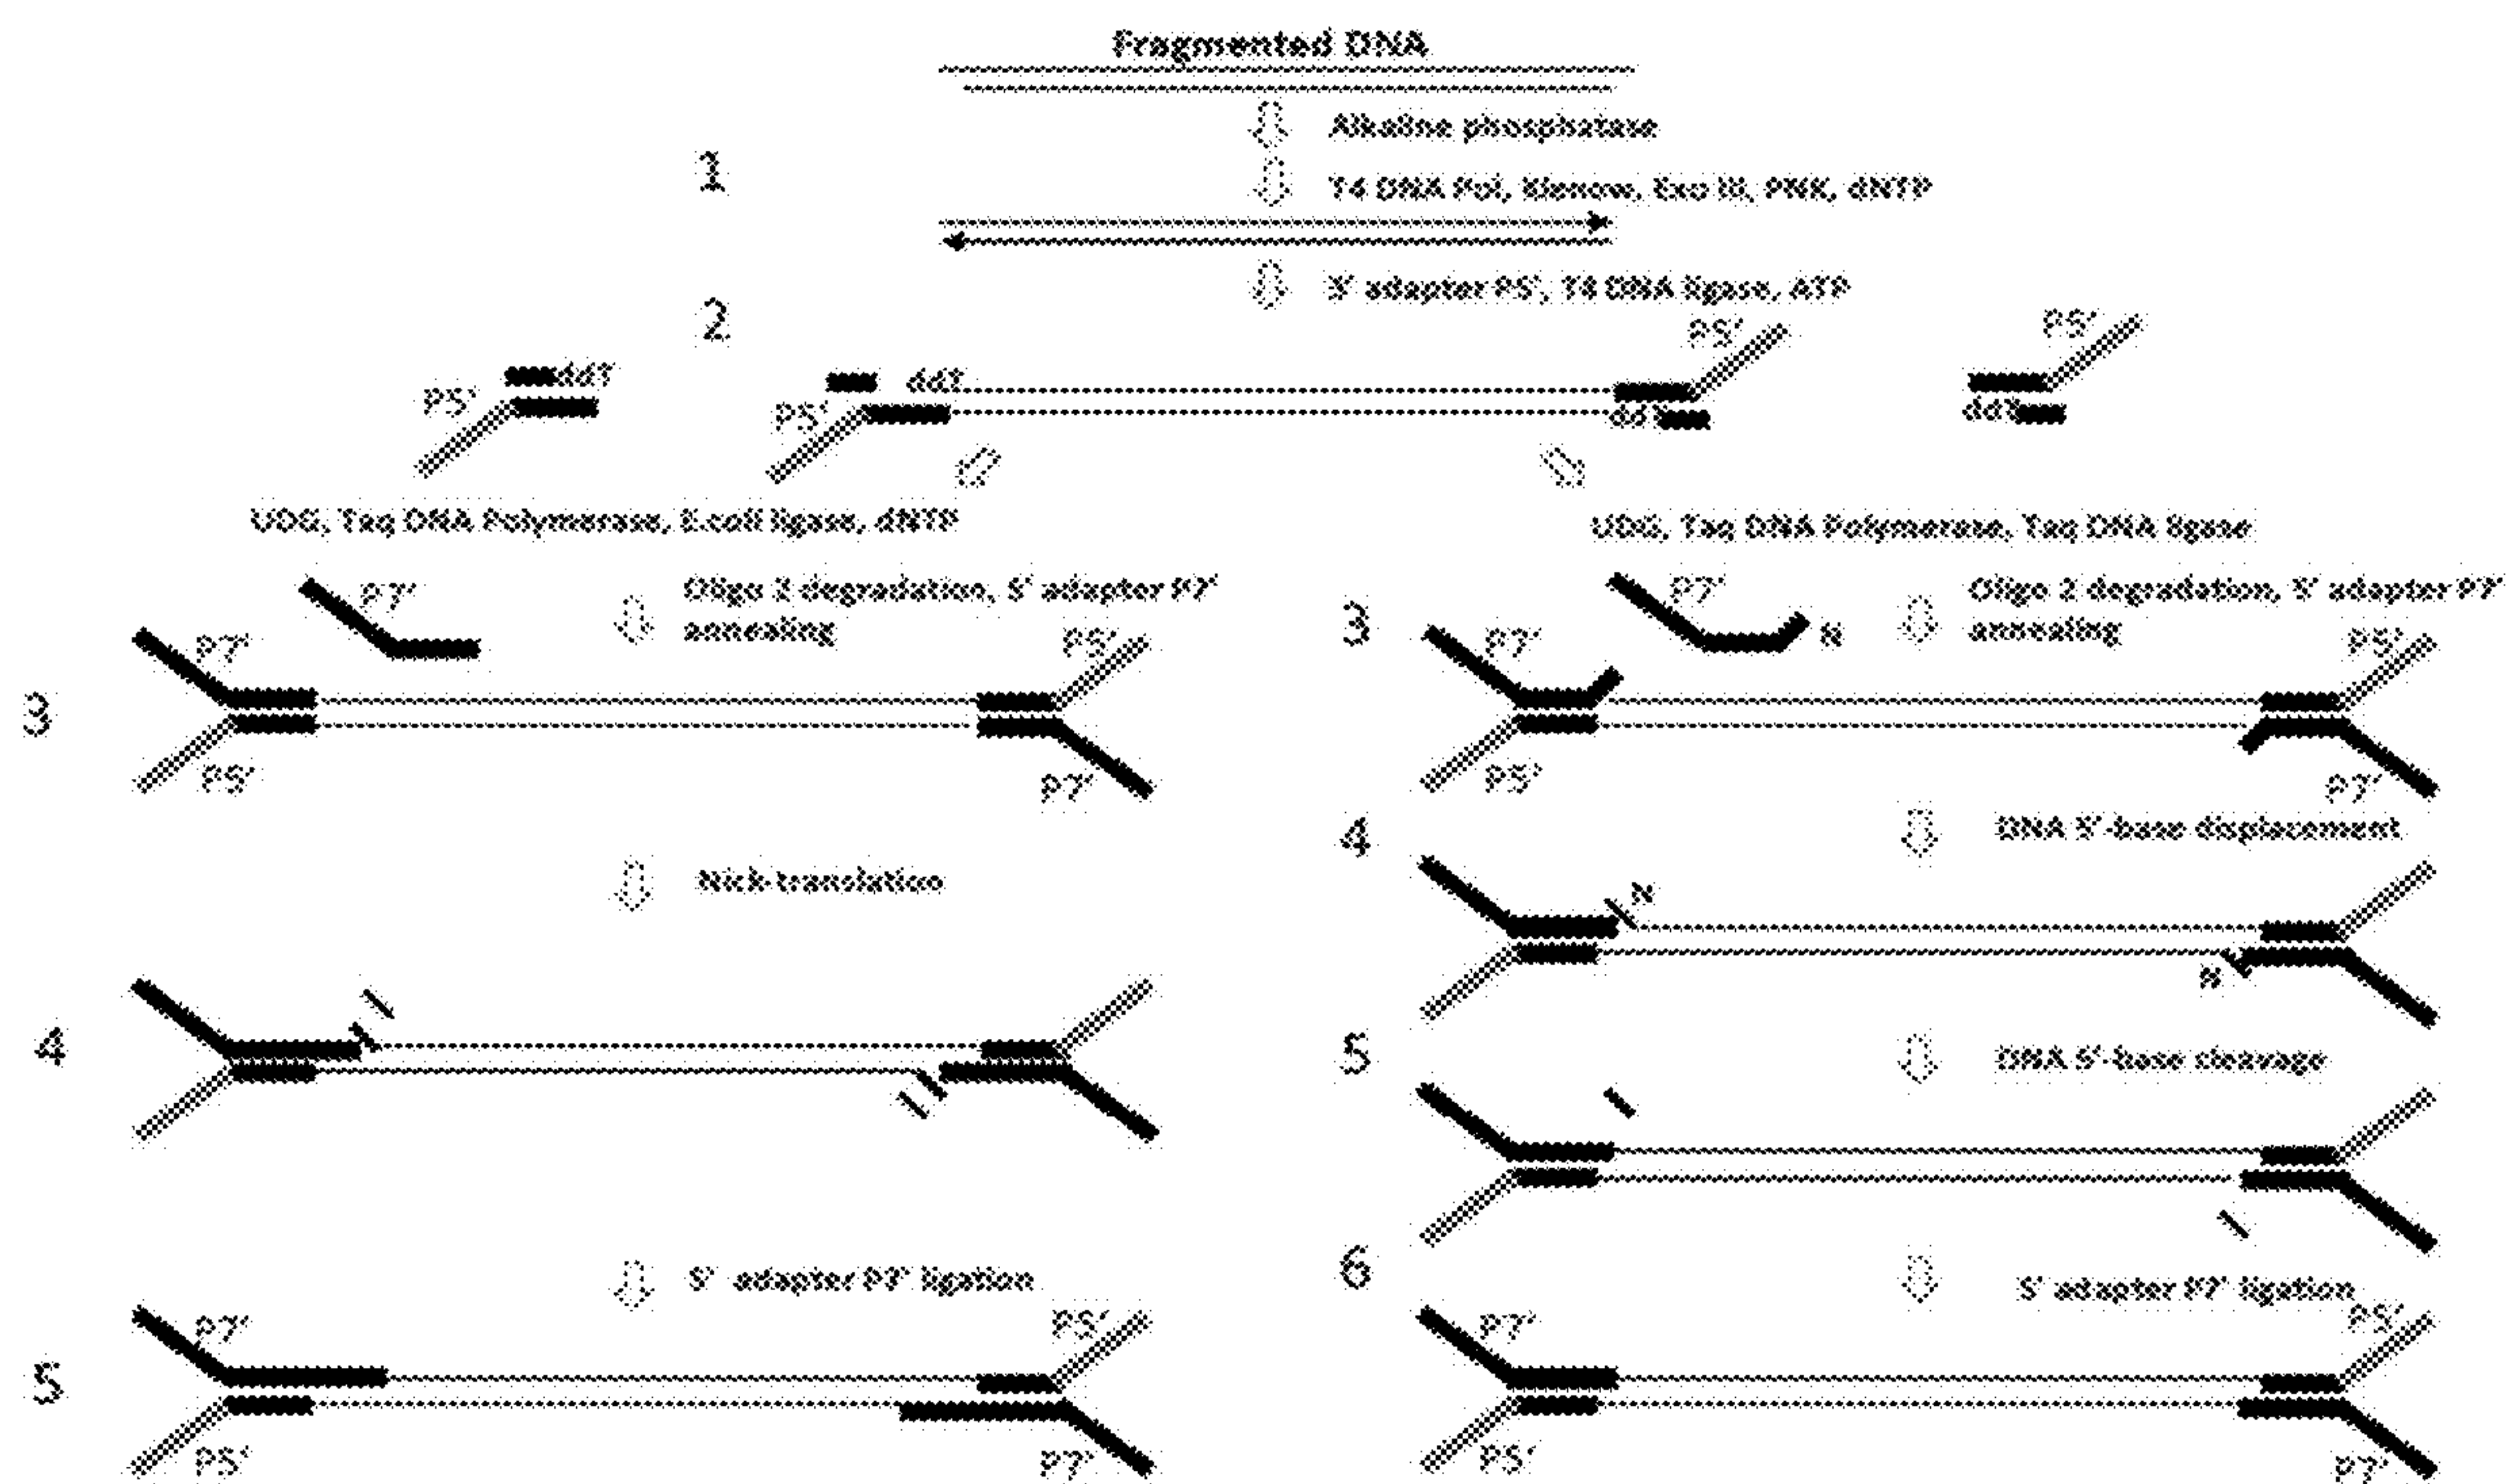 Fragmented DNA
Alkaline phosphatase
1
T4 DNA Pol, Klenow, Exo III, PNK, dNTP
3' adapter P5', T4 DNA ligase, ATP
2
P5' ddT
P5' ddT
P5' ddT
P5' ddT
UDG, Taq DNA Polymerase, E.coli ligase, dNTP
Oligo 2 degradation, 5' adapter P7'
annealing
P7'
3
P7' P5'
P5' P7'
Nick translation
4
5' adapter P7' ligation
5
P7' P5'
P5' P7'
UDG, Taq DNA Polymerase, Taq DNA ligase
3
P7' N
Oligo 2 degradation, 5' adapter P7'
annealing
P7' P5'
P5' P7'
4
DNA 5'-base displacement
N
N
5
DNA 5'-base cleavage
6
5' adapter P7' ligation
P7' P5'
P5' P7'